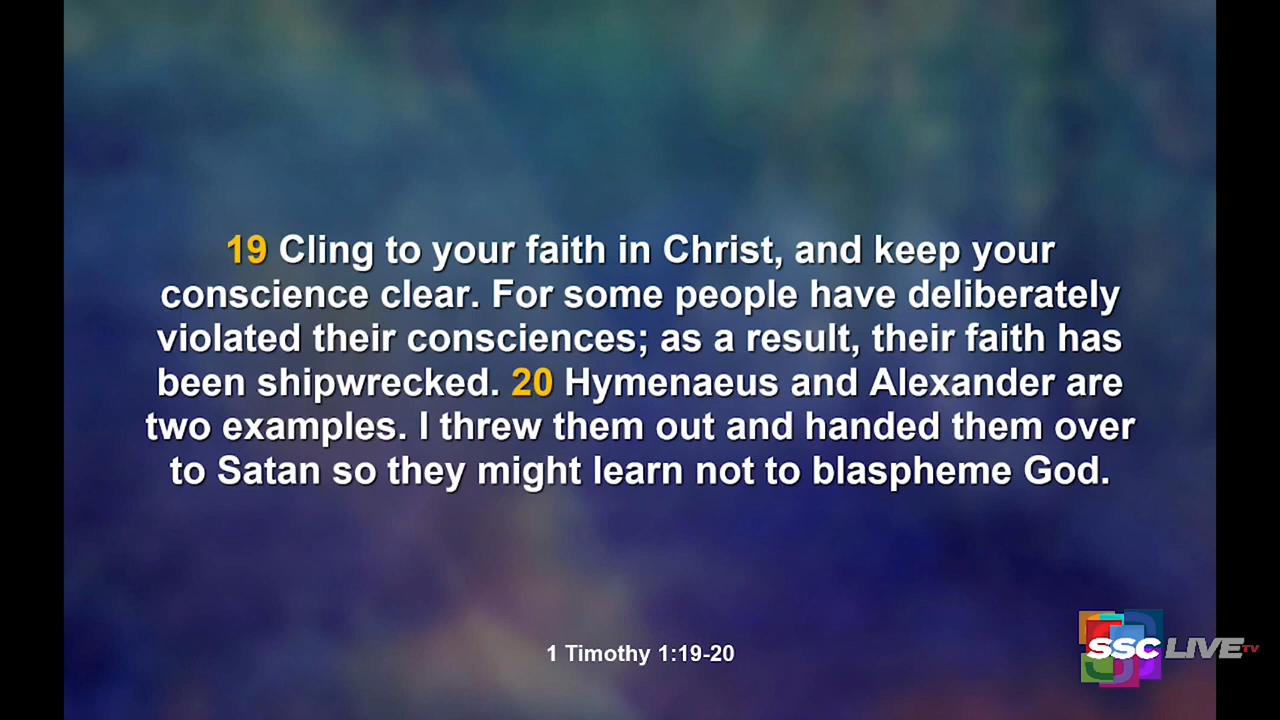 19 Cling to your faith in Christ, and keep your
conscience clear. For some people have deliberately
violated their consciences; as a result, their faith has
been shipwrecked. 20 Hymenaeus and Alexander are
two examples. I threw them out and handed them over
to Satan so they might learn not to blaspheme God.
1 Timothy 1:19-20
SSC LIVE TV